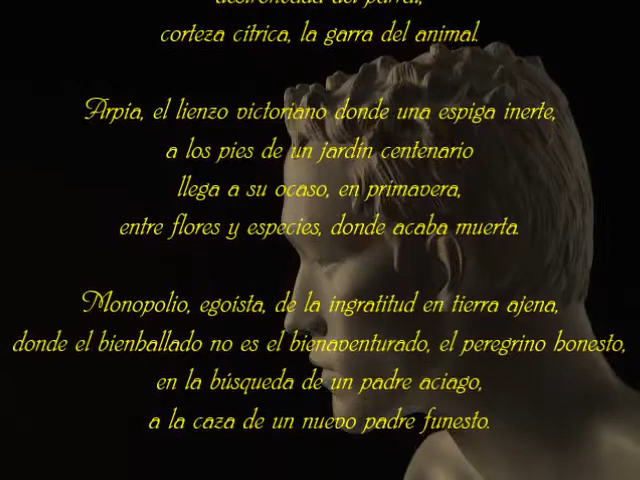 destronada del parral,
corteza cítrica, la garra del animal.
Arpía, el lienzo victoriano donde una espiga inerte,
a los pies de un jardín centenario
llega a su ocaso, en primavera,
entre flores y especies, donde acaba muerta.
Monopolio, egoísta, de la ingratitud en tierra ajena,
donde el bienhallado no es el bienaventurado, el peregrino honesto,
en la búsqueda de un padre aciago,
a la caza de un nuevo padre funesto.